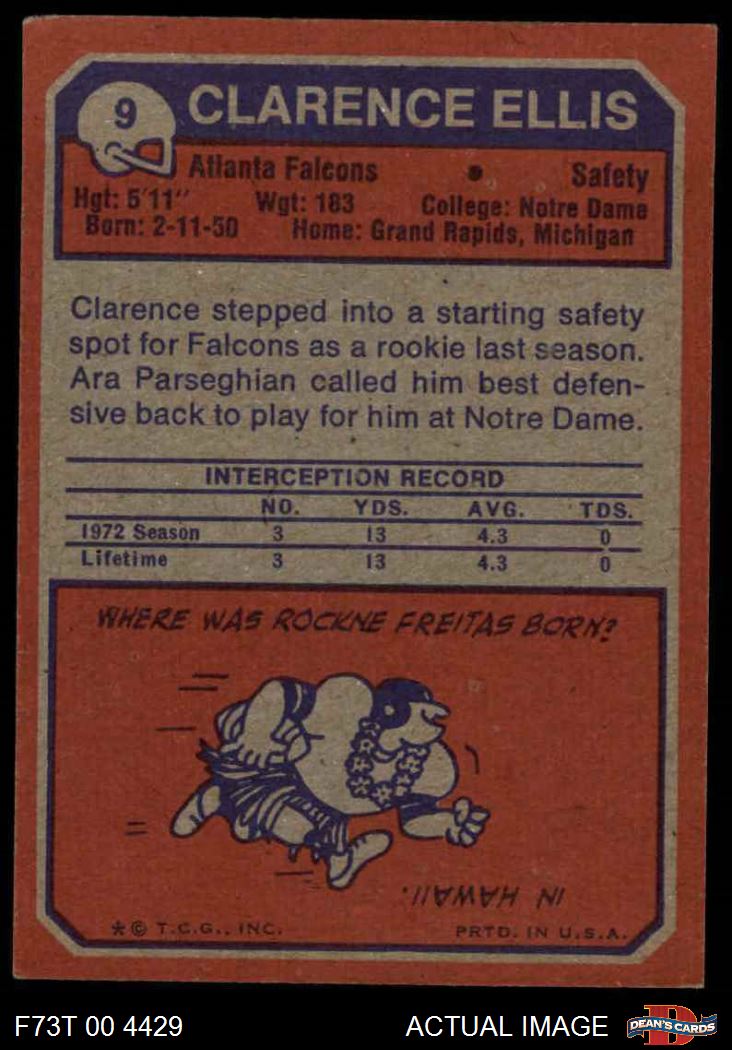 9 CLARENCE ELLIS
Atlanta Falcons • Safety
Hgt: 5'11" Wgt: 183 College: Notre Dame
Born: 2-11-50 Home: Grand Rapids, Michigan
Clarence stepped into a starting safety
spot for Falcons as a rookie last season.
Ara Parseghian called him best defen-
sive back to play for him at Notre Dame.
INTERCEPTION RECORD
NO. YDS. AVG. TDS.
1972 Season 3 13 4.3 0
Lifetime 3 13 4.3 0
WHERE WAS ROCKNE FREITAS BORN?
IN HAWAII.
*© T.C.G., INC. PRTD. IN U.S.A.
F73T 00 4429 ACTUAL IMAGE D DEAN'S CARDS